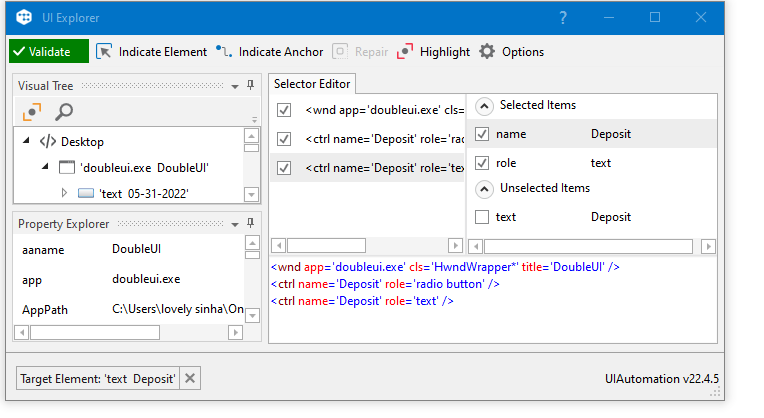 UI Explorer
Validate Indicate Element Indicate Anchor Repair Highlight Options
Visual Tree
Desktop
'doubleui.exe DoubleUI'
'text 05-31-2022'
Property Explorer
aaname DoubleUI
app doubleui.exe
AppPath C:\Users\lovely sinha\On
Selector Editor
<wnd app='doubleui.exe' cls=
<ctrl name='Deposit' role='rad
<ctrl name='Deposit' role='tex
Selected Items
name Deposit
role text
Unselected Items
text Deposit
<wnd app='doubleui.exe' cls='HwndWrapper*' title='DoubleUI' />
<ctrl name='Deposit' role='radio button' />
<ctrl name='Deposit' role='text' />
Target Element: 'text Deposit'
UIAutomation v22.4.5